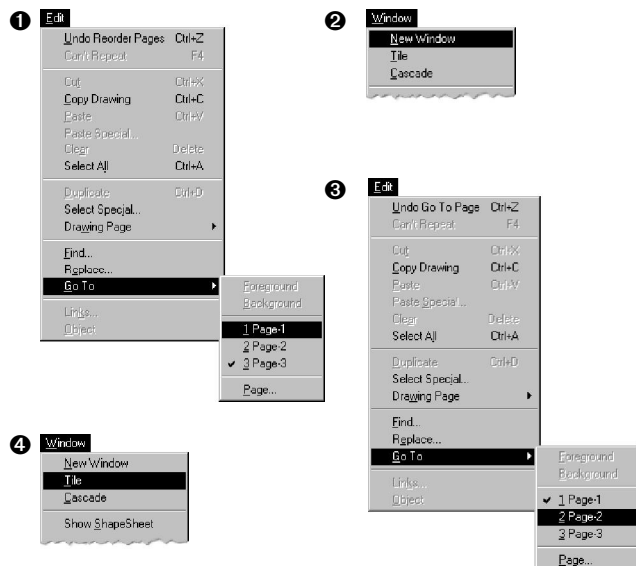 ❶ Edit
Undo Reorder Pages Ctrl+Z
Can't Repeat F4
Cut Ctrl+X
Copy Drawing Ctrl+C
Paste Ctrl+V
Paste Special...
Clear Delete
Select All Ctrl+A
Duplicate Ctrl+D
Select Special...
Drawing Page
Find...
Replace...
Go To
Links...
Object
Foreground
Background
1 Page-1
2 Page-2
✔ 3 Page-3
Page...
❷ Window
New Window
Tile
Cascade
❸ Edit
Undo Go To Page Ctrl+Z
Can't Repeat F4
Cut Ctrl+X
Copy Drawing Ctrl+C
Paste Ctrl+V
Paste Special...
Clear Delete
Select All Ctrl+A
Duplicate Ctrl+D
Select Special...
Drawing Page
Find...
Replace...
Go To
Links...
Object
Foreground
Background
✔ 1 Page-1
2 Page-2
3 Page-3
Page...
❹ Window
New Window
Tile
Cascade
Show ShapeSheet